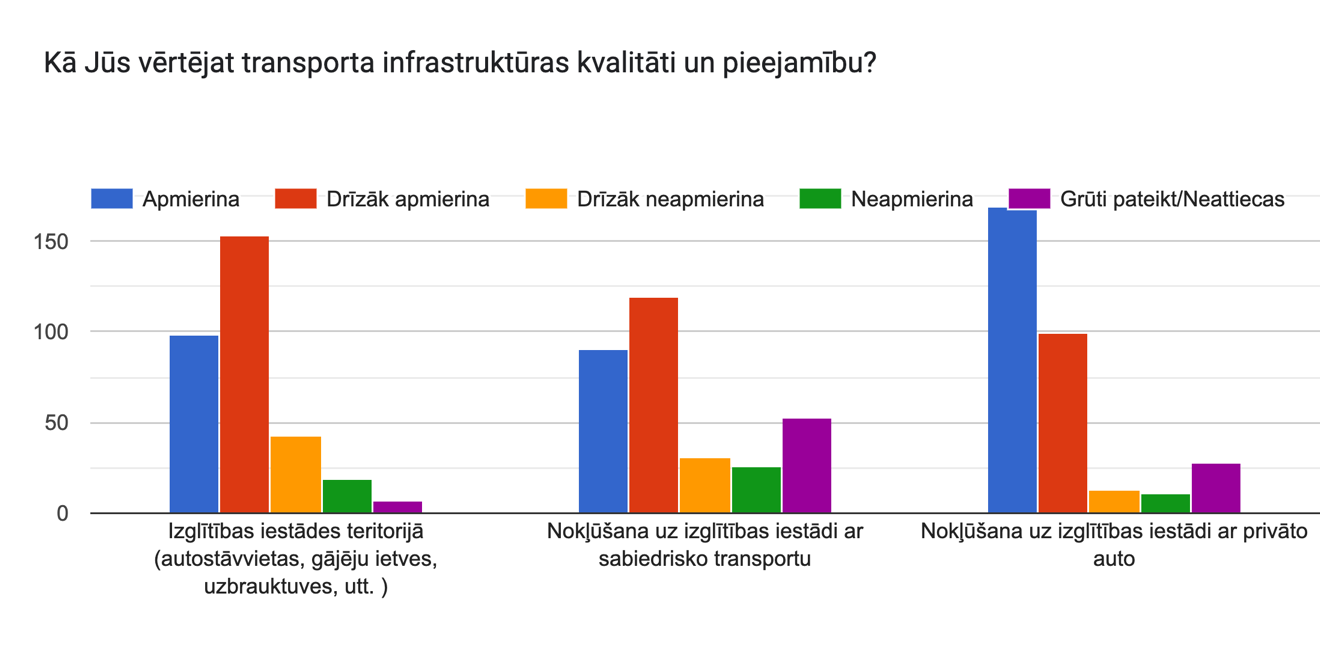 Kā Jūs vērtējat transporta infrastruktūras kvalitāti un pieejamību?
Apmierina Drīzāk apmierina Drīzāk neapmierina Neapmierina Grūti pateikt/Neattiecas
150
100
50
0
Izglītības iestādes teritorijā
(autostāvvietas, gājēju ietves,
uzbrauktuves, utt. )
Nokļūšana uz izglītības iestādi ar
sabiedrisko transportu
Nokļūšana uz izglītības iestādi ar privāto
auto